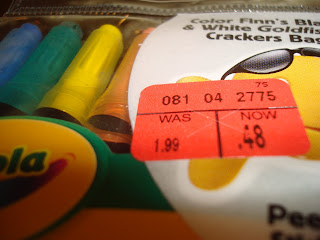 Color Finn's Bla
& White Goldfis
Crackers Bag
75
081 04 2775
WAS NOW
1.99 .48
ola
Pee